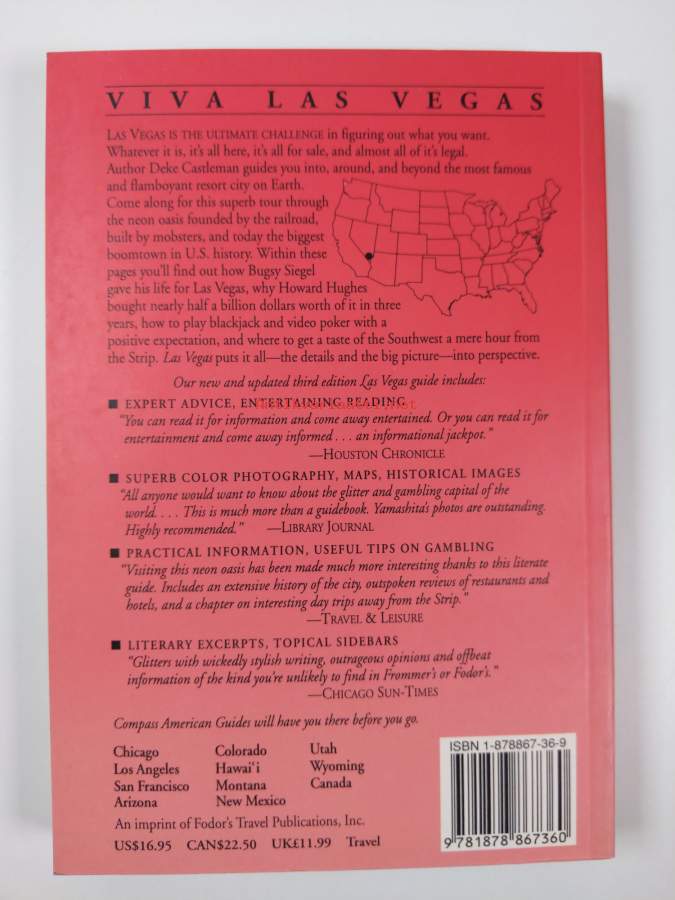 VIVA LAS VEGAS
LAS VEGAS IS THE ULTIMATE CHALLENGE in figuring out what you want.
Whatever it is, it's all here, it's all for sale, and almost all of it's legal.
Author Deke Castleman guides you into, around, and beyond the most famous
and flamboyant resort city on Earth.
Come along for this superb tour through
the neon oasis founded by the railroad,
built by mobsters, and today the biggest
boomtown in U.S. history. Within these
pages you'll find out how Bugsy Siegel
gave his life for Las Vegas, why Howard Hughes
bought nearly half a billion dollars worth of it in three
years, how to play blackjack and video poker with a
positive expectation, and where to get a taste of the Southwest a mere hour from
the Strip. Las Vegas puts it all—the details and the big picture—into perspective.
Our new and updated third edition Las Vegas guide includes:
■ EXPERT ADVICE, ENTERTAINING READING
"You can read it for information and come away entertained. Or you can read it for
entertainment and come away informed . . . an informational jackpot."
—HOUSTON CHRONICLE
■ SUPERB COLOR PHOTOGRAPHY, MAPS, HISTORICAL IMAGES
"All anyone would want to know about the glitter and gambling capital of the
world. . . . This is much more than a guidebook. Yamashita's photos are outstanding.
Highly recommended." —LIBRARY JOURNAL
■ PRACTICAL INFORMATION, USEFUL TIPS ON GAMBLING
"Visiting this neon oasis has been made much more interesting thanks to this literate
guide. Includes an extensive history of the city, outspoken reviews of restaurants and
hotels, and a chapter on interesting day trips away from the Strip."
—TRAVEL & LEISURE
■ LITERARY EXCERPTS, TOPICAL SIDEBARS
"Glitters with wickedly stylish writing, outrageous opinions and offbeat
information of the kind you're unlikely to find in Frommer's or Fodor's."
—CHICAGO SUN-TIMES
Compass American Guides will have you there before you go.
Chicago Colorado Utah
Los Angeles Hawai'i Wyoming
San Francisco Montana Canada
Arizona New Mexico
An imprint of Fodor's Travel Publications, Inc.
US$16.95 CAN$22.50 UK£11.99 Travel
ISBN 1-878867-36-9
9 781878 867360